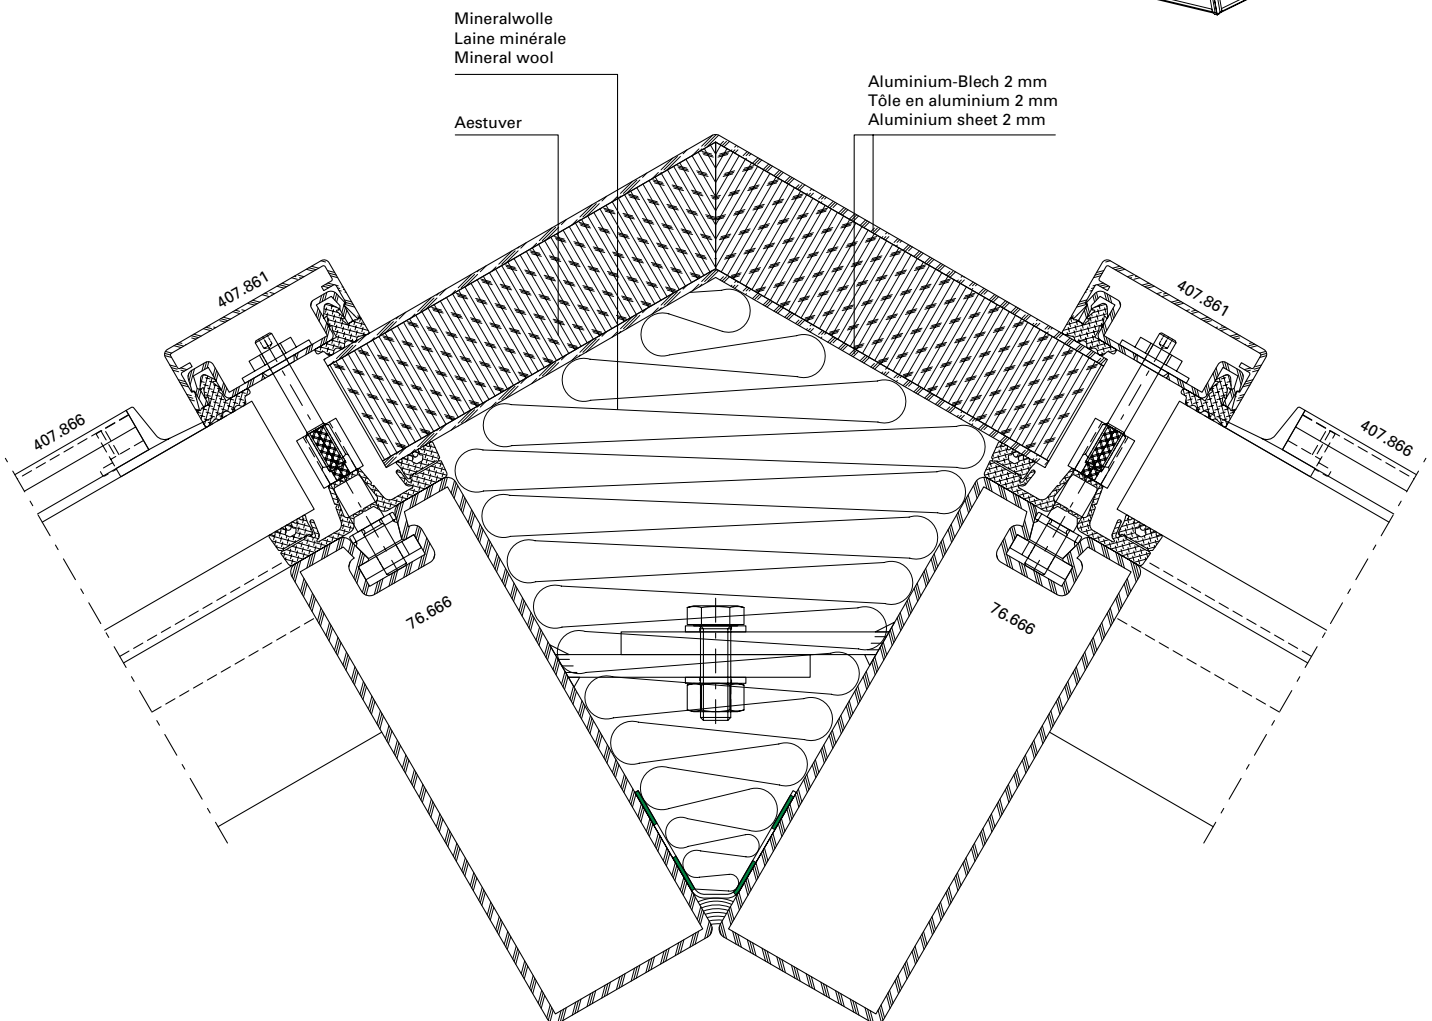 Mineralwolle
Laine minérale
Mineral wool
Aestuver
Aluminium-Blech 2 mm
Tôle en aluminium 2 mm
Aluminium sheet 2 mm
407.861
407.861
407.866
407.866
76.666
76.666